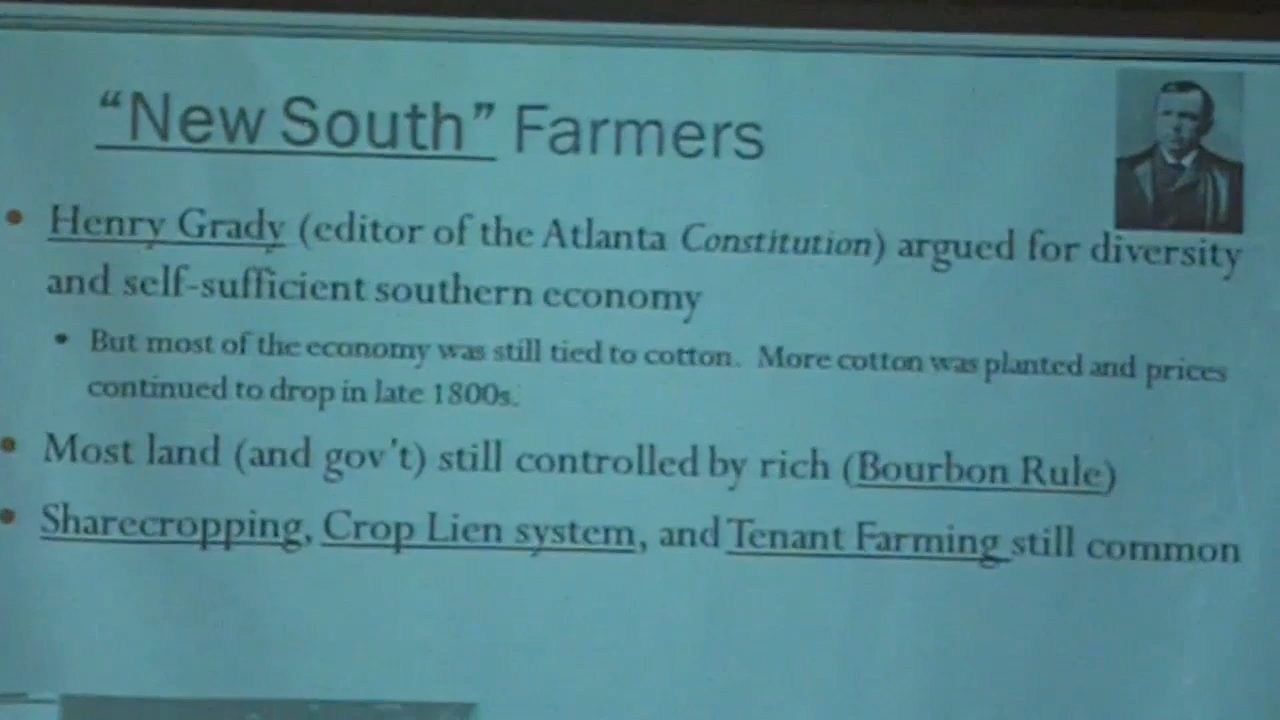 “New South” Farmers
• Henry Grady (editor of the Atlanta Constitution) argued for diversity
and self-sufficient southern economy
• But most of the economy was still tied to cotton. More cotton was planted and prices
continued to drop in late 1800s.
• Most land (and gov't) still controlled by rich (Bourbon Rule)
• Sharecropping, Crop Lien system, and Tenant Farming still common